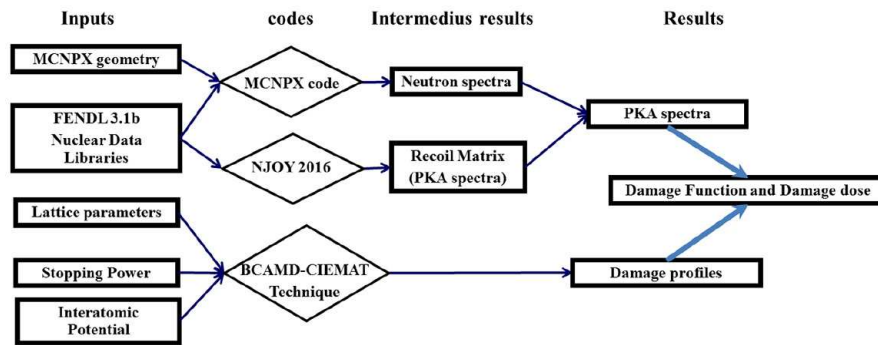 Inputs
codes
Intermedius results
Results
MCNPX geometry
MCNPX code
Neutron spectra
FENDL 3.1b
Nuclear Data
Libraries
PKA spectra
NJOY 2016
Recoil Matrix
(PKA spectra)
Damage Function and Damage dose
Lattice parameters
Stopping Power
BCAMD-CIEMAT
Technique
Damage profiles
Interatomic
Potential